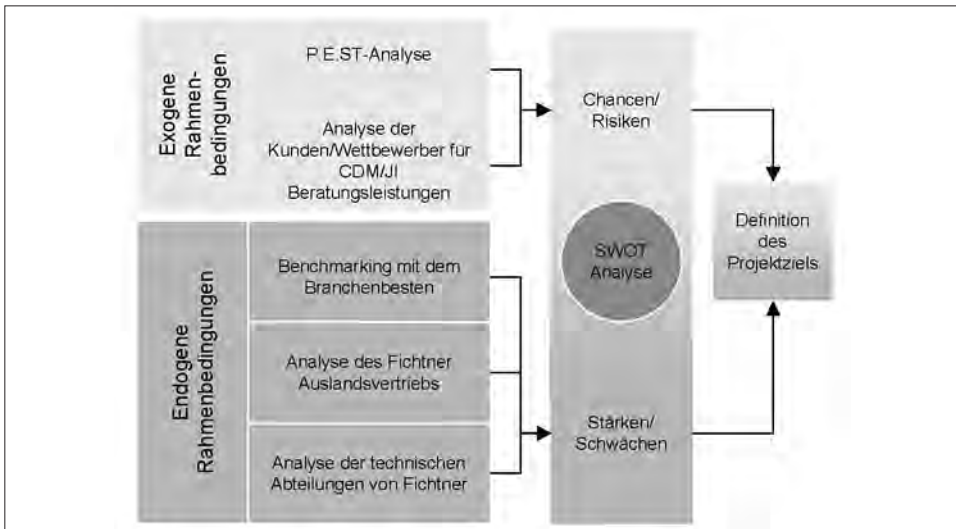 Exogene
Rahmen-
bedingungen
P.E.ST-Analyse
Analyse der
Kunden/Wettbewerber für
CDM/JI
Beratungsleistungen
Chancen/
Risiken
Endogene
Rahmenbedingungen
Benchmarking mit dem
Branchenbesten
Analyse des Fichtner
Auslandsvertriebs
Analyse der technischen
Abteilungen von Fichtner
SWOT
Analyse
Stärken/
Schwächen
Definition
des
Projektziels